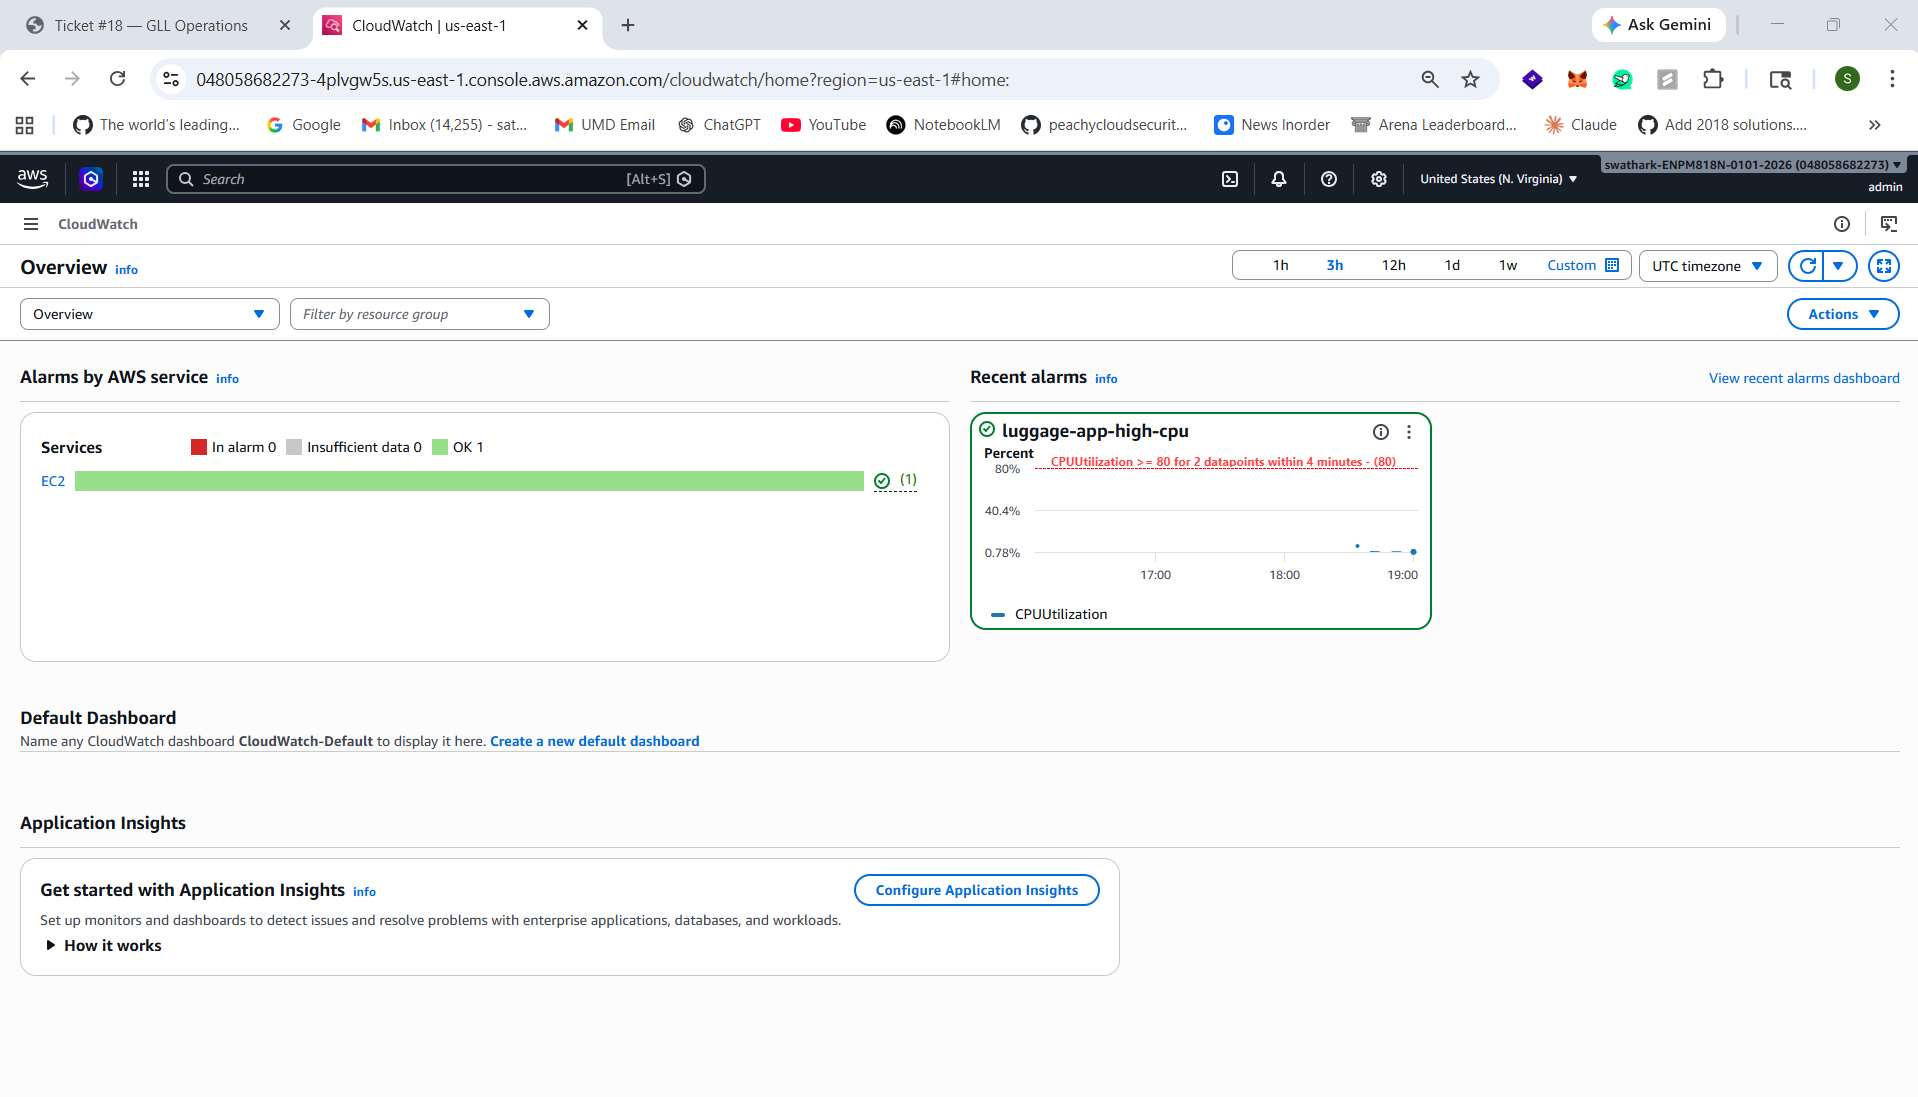 Ticket #18 — GLL Operations
CloudWatch | us-east-1
Ask Gemini
048058682273-4plvgw5s.us-east-1.console.aws.amazon.com/cloudwatch/home?region=us-east-1#home:
S
The world's leading...
Google
Inbox (14,255) - sat...
UMD Email
ChatGPT
YouTube
NotebookLM
peachycloudsecurit...
News Inorder
Arena Leaderboard...
Claude
Add 2018 solutions....
aws
Search
[Alt+S]
United States (N. Virginia)
swathark-ENPM818N-0101-2026 (048058682273)
admin
CloudWatch
Overview info
1h
3h
12h
1d
1w
Custom
UTC timezone
Overview
Filter by resource group
Actions
Alarms by AWS service info
Services
In alarm 0
Insufficient data 0
OK 1
EC2
(1)
Recent alarms info
View recent alarms dashboard
luggage-app-high-cpu
Percent
CPUUtilization >= 80 for 2 datapoints within 4 minutes - (80)
80%
40.4%
0.78%
17:00
18:00
19:00
CPUUtilization
Default Dashboard
Name any CloudWatch dashboard CloudWatch-Default to display it here. Create a new default dashboard
Application Insights
Get started with Application Insights info
Configure Application Insights
Set up monitors and dashboards to detect issues and resolve problems with enterprise applications, databases, and workloads.
How it works